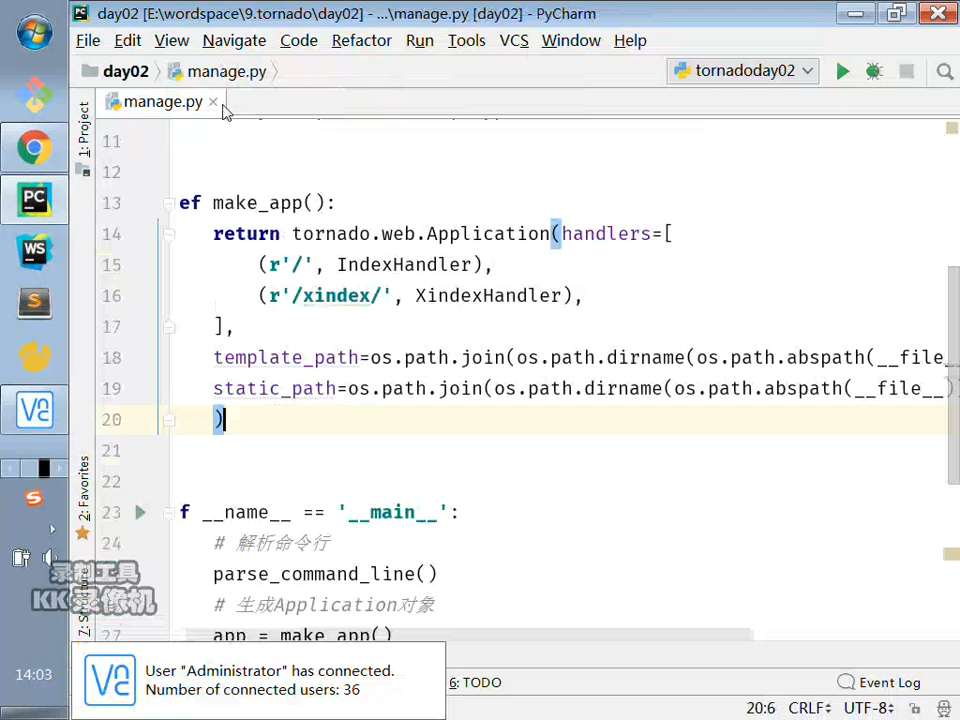 day02 [E:\wordspace\9.tornado\day02] - ...\manage.py [day02] - PyCharm
File Edit View Navigate Code Refactor Run Tools VCS Window Help
day02 manage.py tornadoday02
manage.py
1: Project
11
12
13 ef make_app():
14 return tornado.web.Application(handlers=[
15 (r'/', IndexHandler),
16 (r'/xindex/', XindexHandler),
17 ],
18 template_path=os.path.join(os.path.dirname(os.path.abspath(__file_
19 static_path=os.path.join(os.path.dirname(os.path.abspath(__file__))
20 )
21
22
23 f __name__ == '__main__':
24 # 解析命令行
parse_command_line()
# 生成Application对象
27 app = make_app()
2: Favorites
7: Structure
录制工具
KK录像机
14:03
User "Administrator" has connected.
Number of connected users: 36
6: TODO
Event Log
20:6 CRLF UTF-8